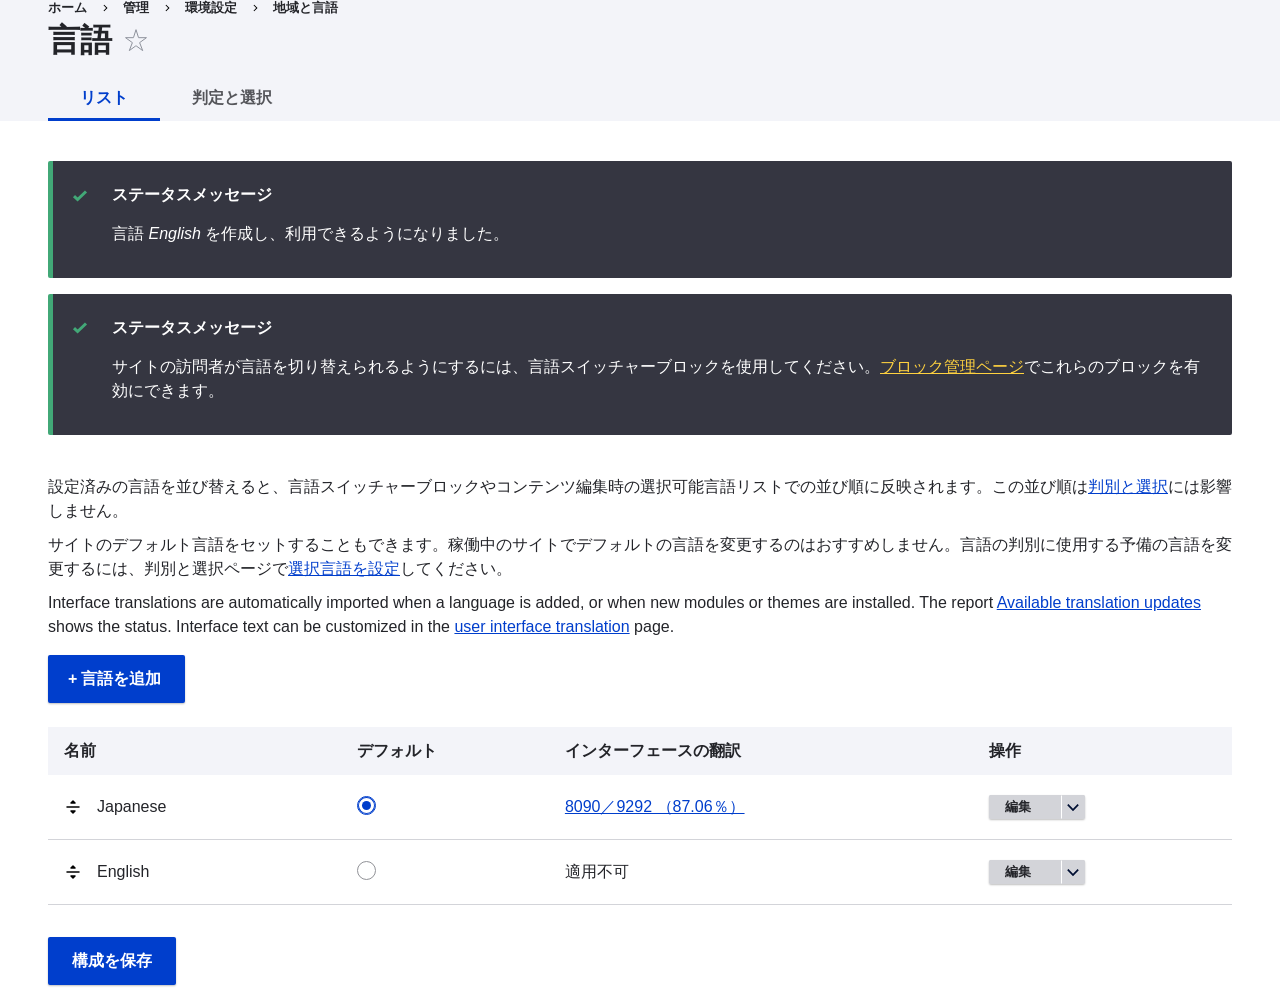 ホーム > 管理 > 環境設定 > 地域と言語
言語
リスト 判定と選択
ステータスメッセージ
言語 English を作成し、利用できるようになりました。
ステータスメッセージ
サイトの訪問者が言語を切り替えられるようにするには、言語スイッチャーブロックを使用してください。ブロック管理ページでこれらのブロックを有
効にできます。
設定済みの言語を並び替えると、言語スイッチャーブロックやコンテンツ編集時の選択可能言語リストでの並び順に反映されます。この並び順は判別と選択には影響
しません。
サイトのデフォルト言語をセットすることもできます。稼働中のサイトでデフォルトの言語を変更するのはおすすめしません。言語の判別に使用する予備の言語を変
更するには、判別と選択ページで選択言語を設定してください。
Interface translations are automatically imported when a language is added, or when new modules or themes are installed. The report Available translation updates
shows the status. Interface text can be customized in the user interface translation page.
+ 言語を追加
名前 デフォルト インターフェースの翻訳 操作
Japanese 8090／9292 （87.06％） 編集
English 適用不可 編集
構成を保存